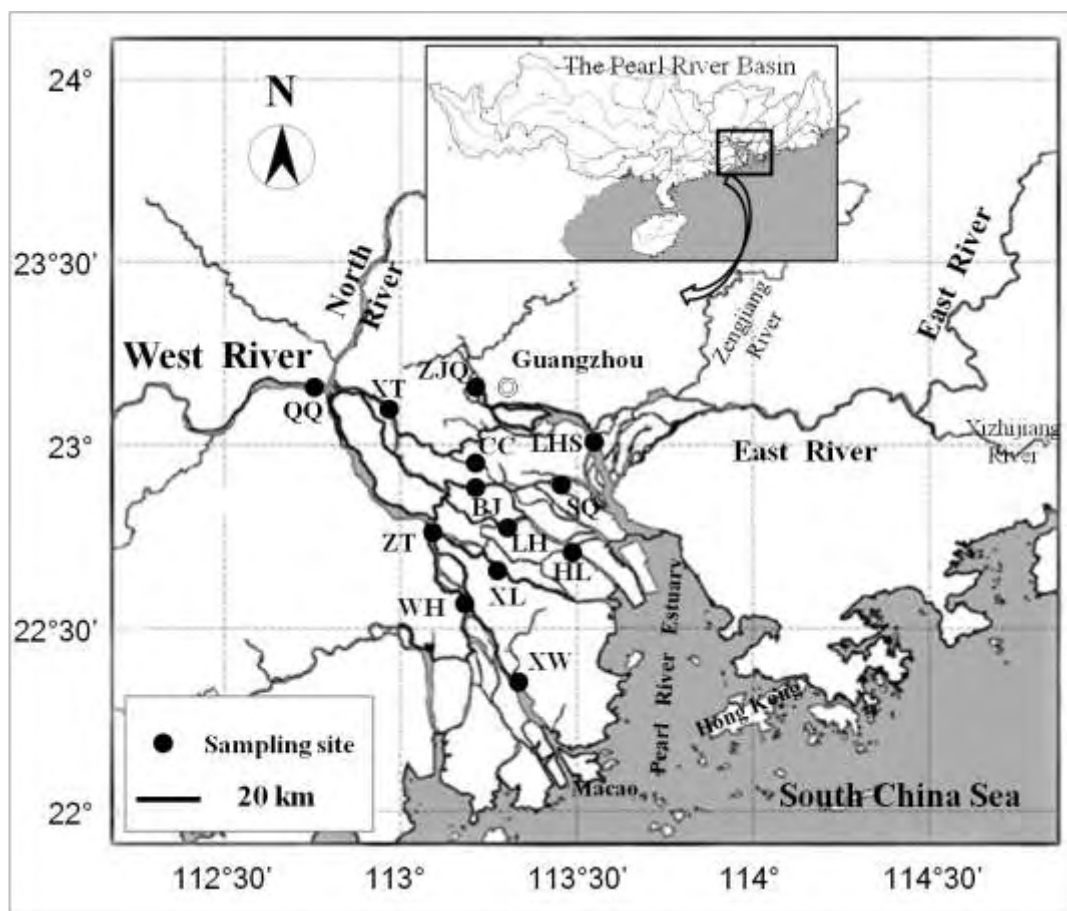 The Pearl River Basin
24°
N
23°30'
North
River
East River
Zengjiang
River
West River
Guangzhou
ZJQ
XT
QQ
23°
CC
LHS
East River
Xizhijiang
River
BJ
SQ
ZT
LH
HL
XL
WH
22°30'
Pearl River Estuary
XW
Hong Kong
Sampling site
20 km
Macao
South China Sea
22°
112°30'
113°
113°30'
114°
114°30'